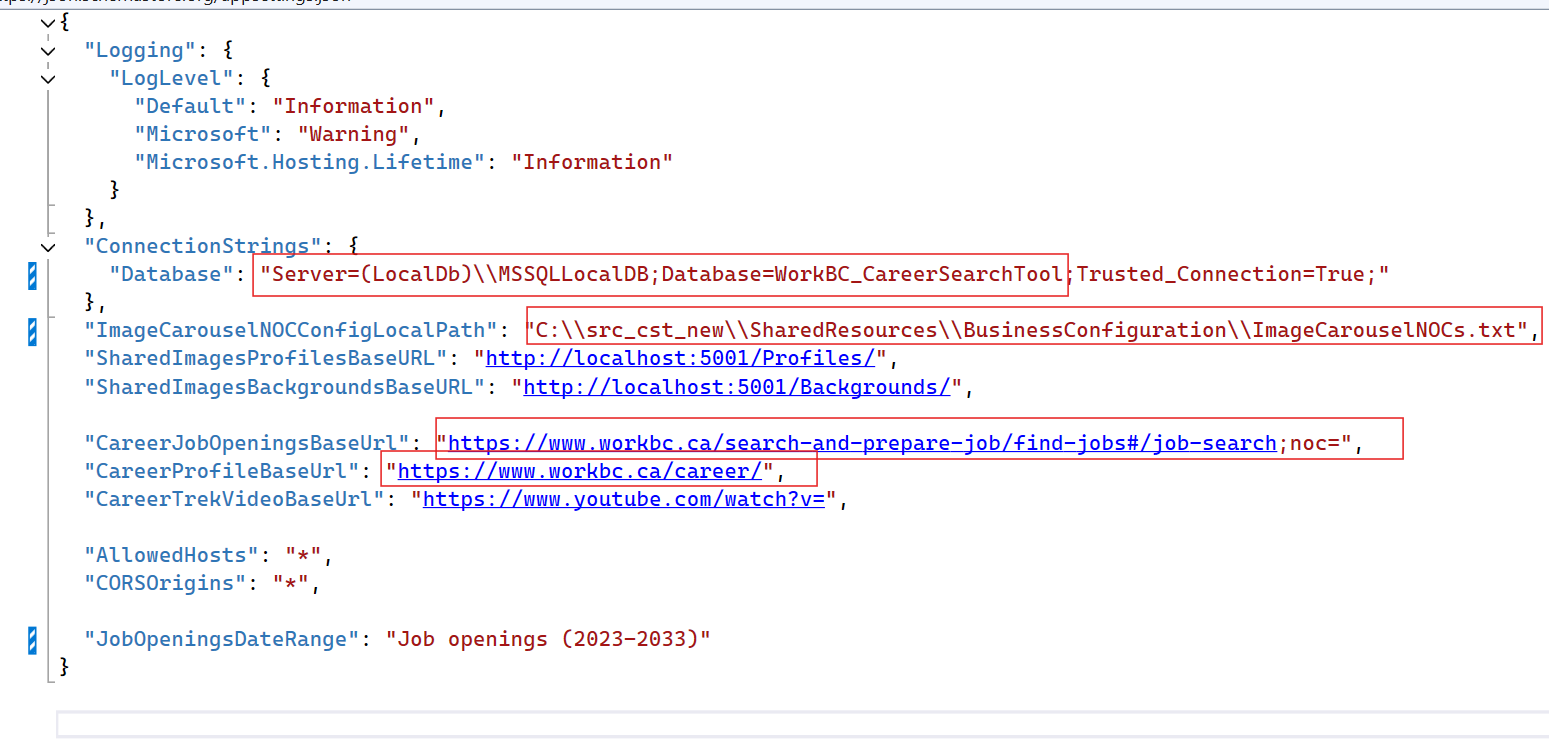 {
"Logging": {
"LogLevel": {
"Default": "Information",
"Microsoft": "Warning",
"Microsoft.Hosting.Lifetime": "Information"
}
},
"ConnectionStrings": {
"Database": "Server=(LocalDb)\\MSSQLLocalDB;Database=WorkBC_CareerSearchTool;Trusted_Connection=True;"
},
"ImageCarouselNOCConfigLocalPath": "C:\\src_cst_new\\SharedResources\\BusinessConfiguration\\ImageCarouselNOCs.txt",
"SharedImagesProfilesBaseURL": "http://localhost:5001/Profiles/",
"SharedImagesBackgroundsBaseURL": "http://localhost:5001/Backgrounds/",
"CareerJobOpeningsBaseUrl": "https://www.workbc.ca/search-and-prepare-job/find-jobs#/job-search;noc=",
"CareerProfileBaseUrl": "https://www.workbc.ca/career/",
"CareerTrekVideoBaseUrl": "https://www.youtube.com/watch?v=",
"AllowedHosts": "*",
"CORSOrigins": "*",
"JobOpeningsDateRange": "Job openings (2023-2033)"
}